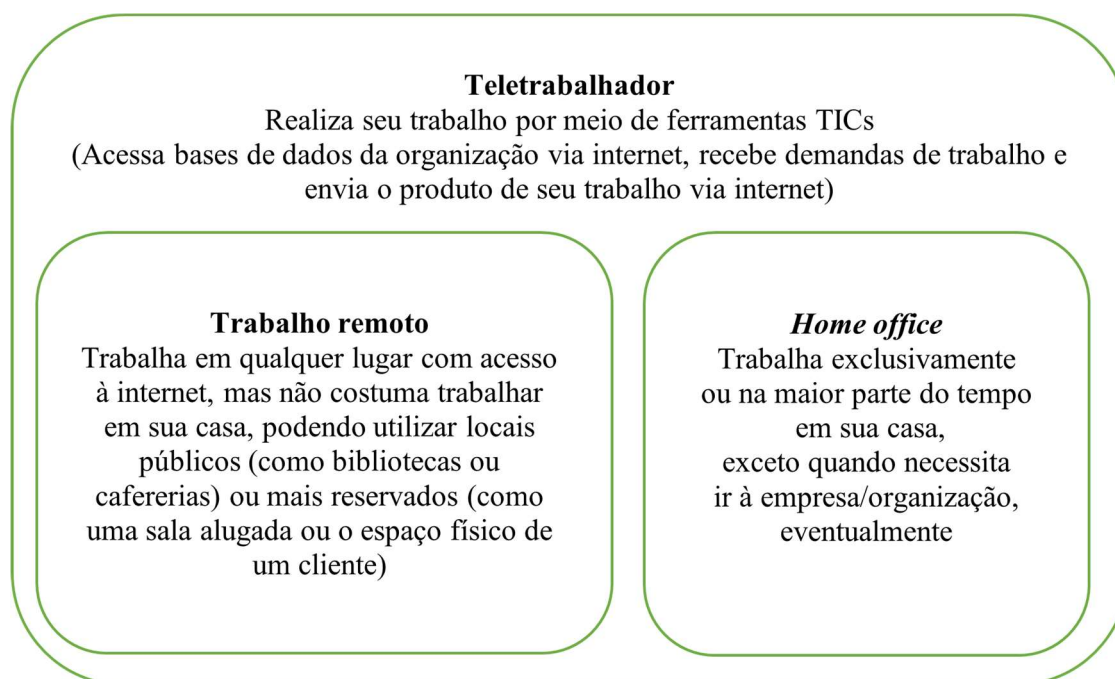 Teletrabalhador
Realiza seu trabalho por meio de ferramentas TICs
(Acessa bases de dados da organização via internet, recebe demandas de trabalho e
envia o produto de seu trabalho via internet)
Trabalho remoto
Trabalha em qualquer lugar com acesso
à internet, mas não costuma trabalhar
em sua casa, podendo utilizar locais
públicos (como bibliotecas ou
cafererias) ou mais reservados (como
uma sala alugada ou o espaço físico de
um cliente)
Home office
Trabalha exclusivamente
ou na maior parte do tempo
em sua casa,
exceto quando necessita
ir à empresa/organização,
eventualmente